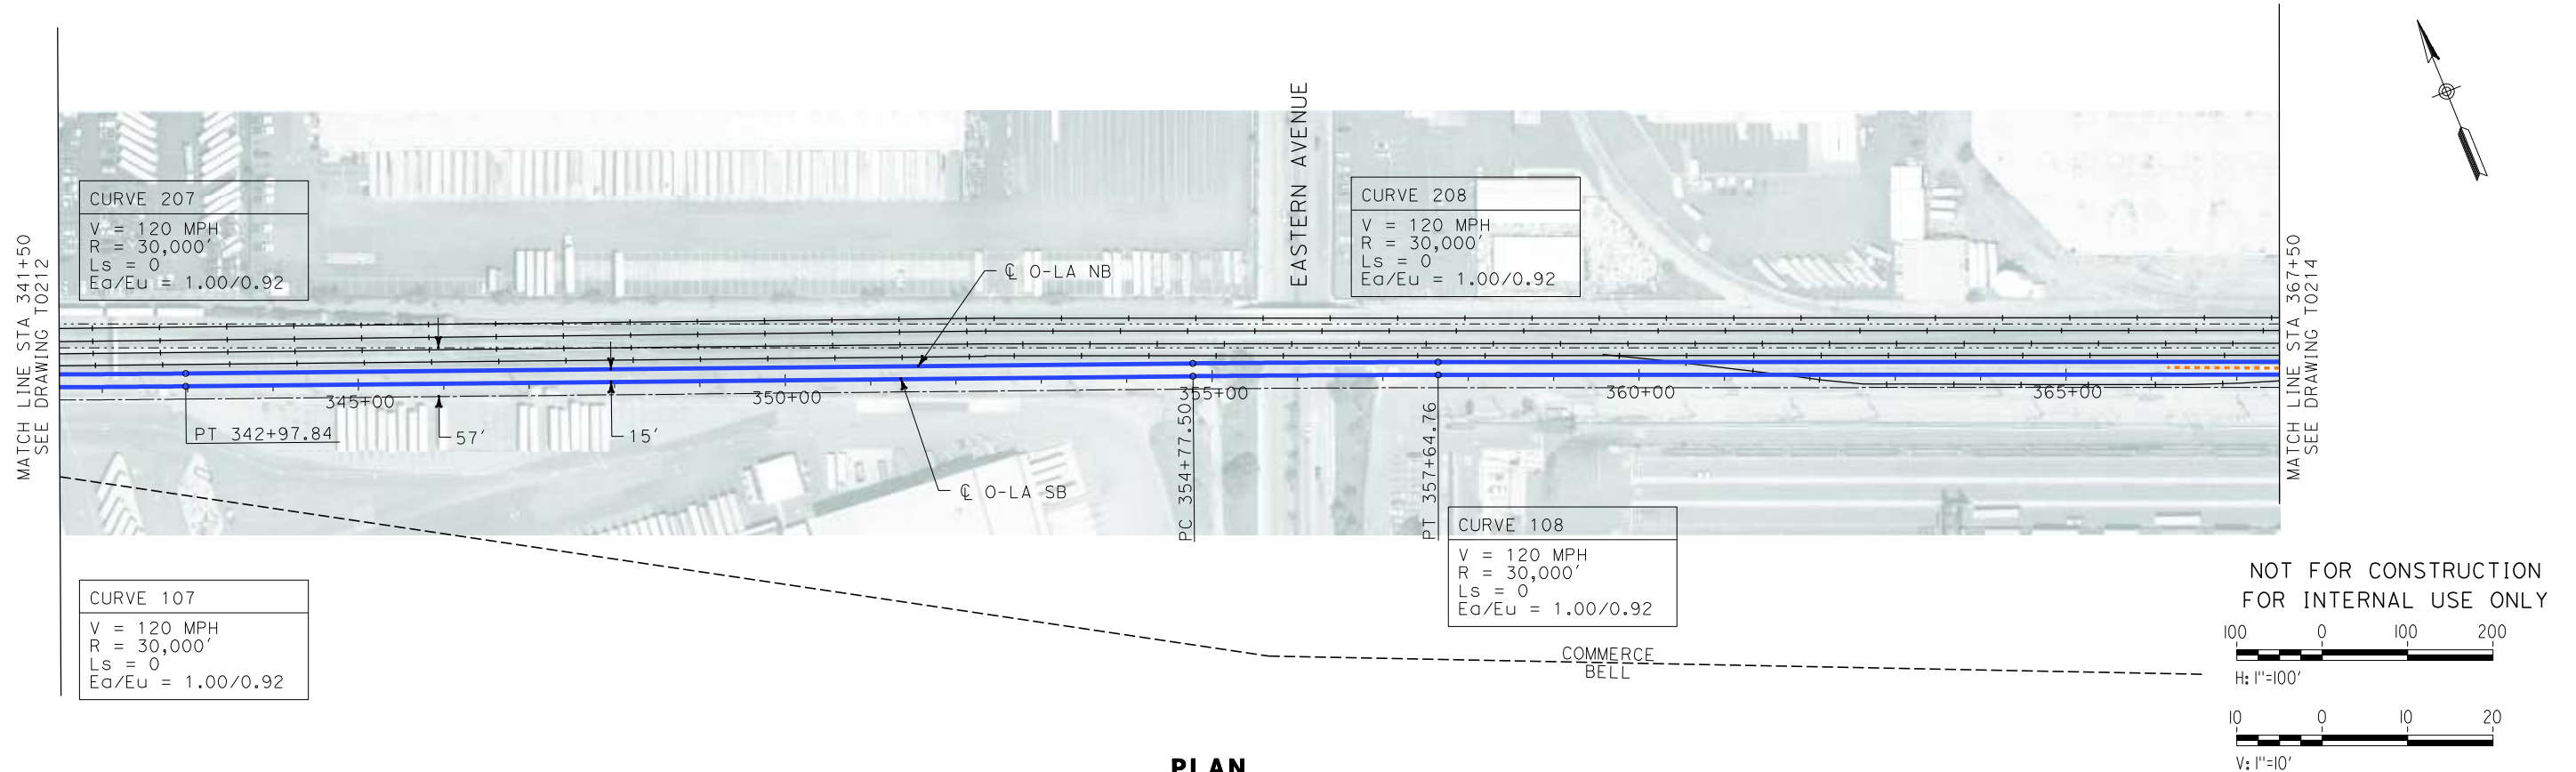 MATCH LINE STA 341+50
SEE DRAWING T0212
CURVE 207
V = 120 MPH
R = 30,000'
Ls = 0
Ea/Eu = 1.00/0.92
EASTERN AVENUE
CURVE 208
V = 120 MPH
R = 30,000'
Ls = 0
Ea/Eu = 1.00/0.92
℄ O-LA NB
MATCH LINE STA 367+50
SEE DRAWING T0214
345+00
350+00
355+00
360+00
365+00
PT 342+97.84
57'
15'
PC 354+77.50
PT 357+64.76
℄ O-LA SB
CURVE 108
V = 120 MPH
R = 30,000'
Ls = 0
Ea/Eu = 1.00/0.92
CURVE 107
V = 120 MPH
R = 30,000'
Ls = 0
Ea/Eu = 1.00/0.92
COMMERCE
BELL
NOT FOR CONSTRUCTION
FOR INTERNAL USE ONLY
100 0 100 200
H: 1"=100'
10 0 10 20
V: 1"=10'
PLAN